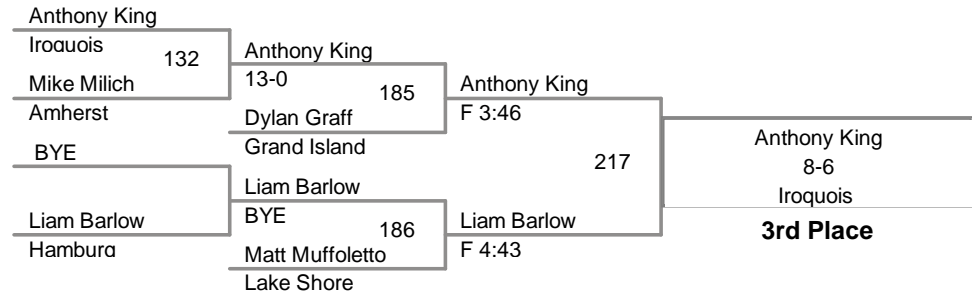 Anthony King
Iroquois
132
Mike Milich
Amherst
BYE
Liam Barlow
Hamburg
Anthony King
13-0
185
Dylan Graff
Grand Island
Liam Barlow
BYE
186
Matt Muffoletto
Lake Shore
Anthony King
F 3:46
217
Liam Barlow
F 4:43
Anthony King
8-6
Iroquois
3rd Place